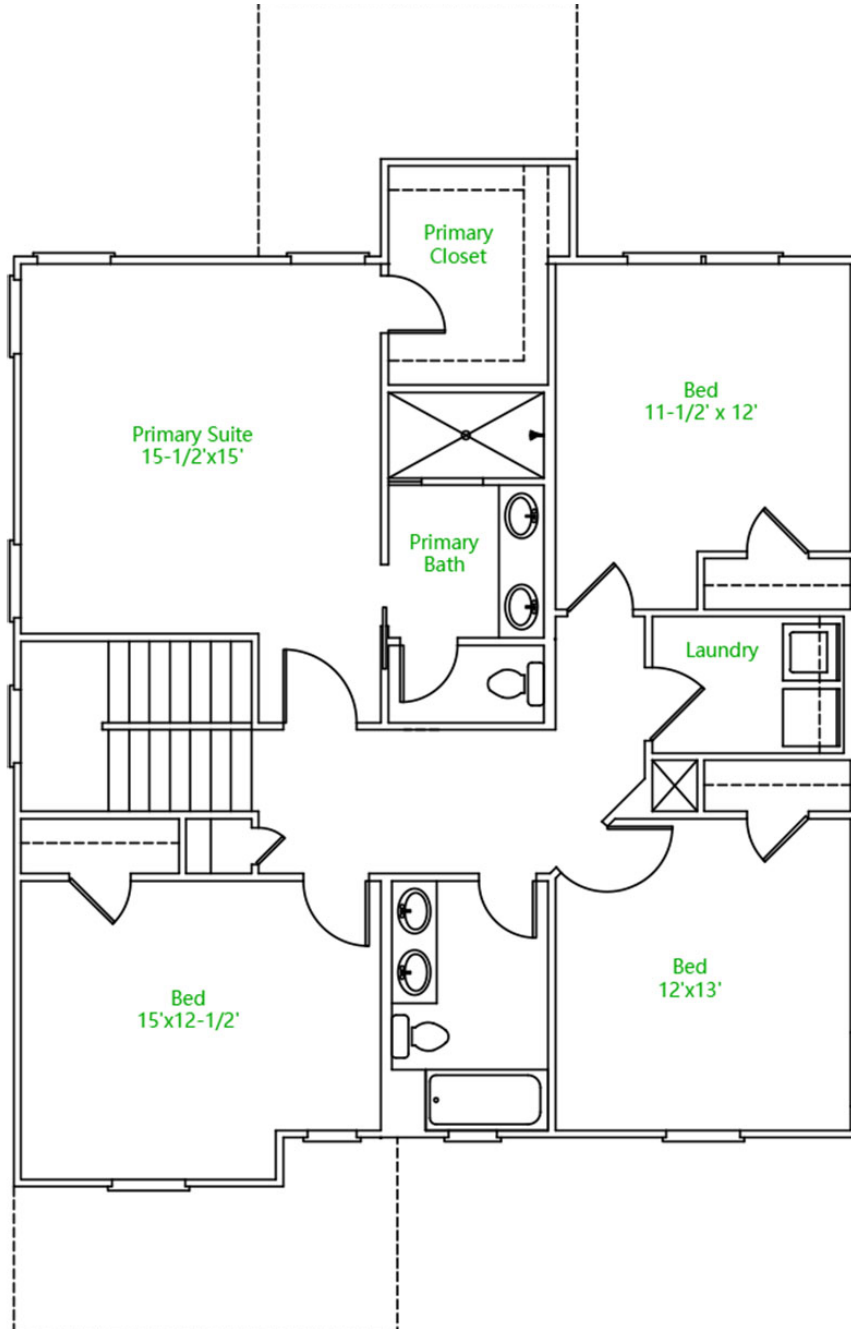 Primary
Closet
Bed
11-1/2' x 12'
Primary Suite
15-1/2'x15'
Primary
Bath
Laundry
Bed
12'x13'
Bed
15'x12-1/2'